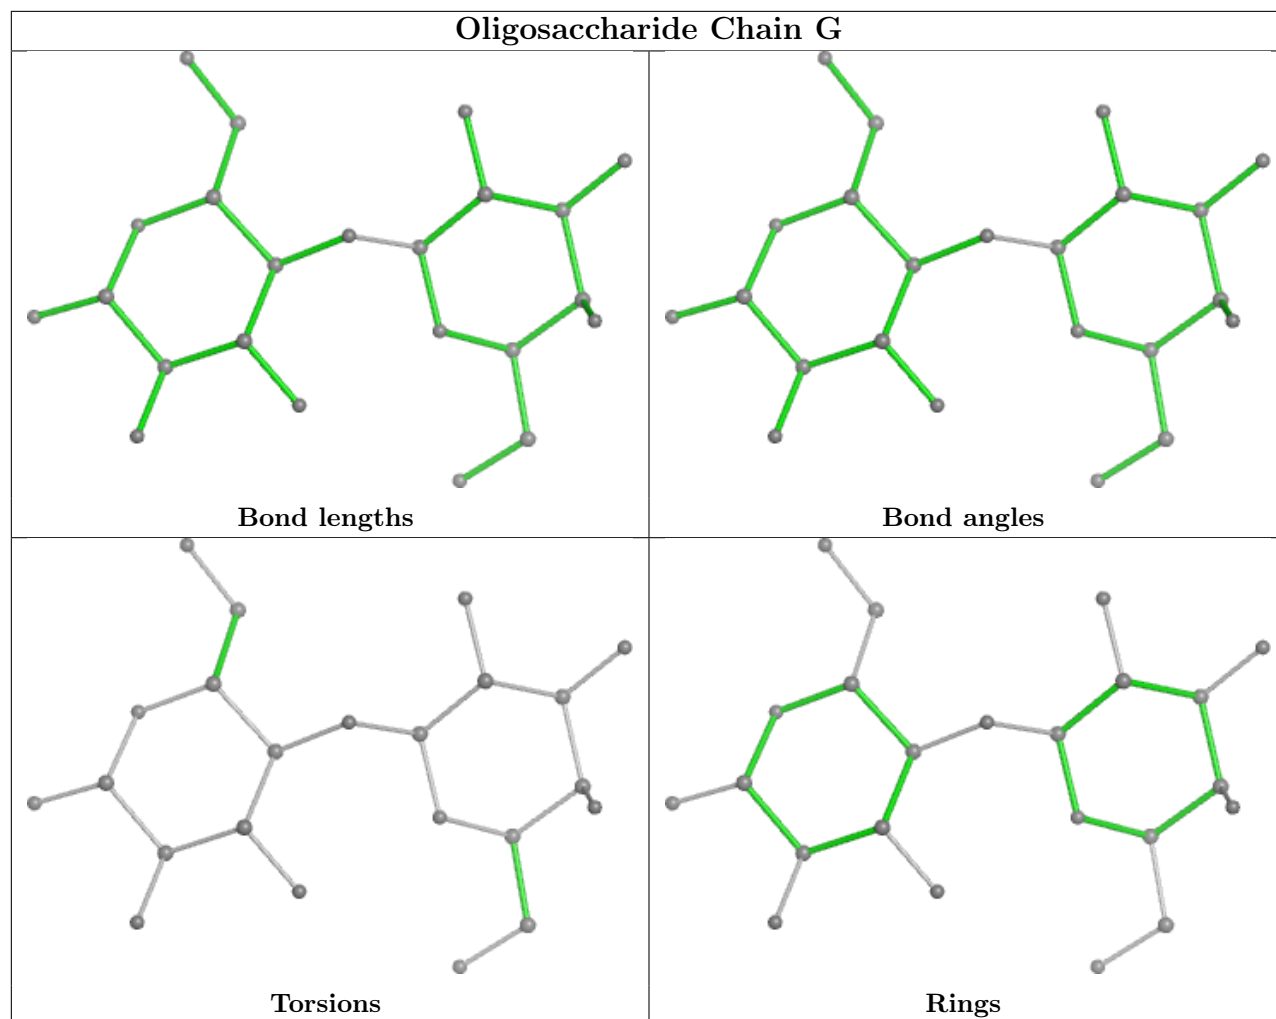 Oligosaccharide Chain G
Bond lengths
Bond angles
Torsions
Rings